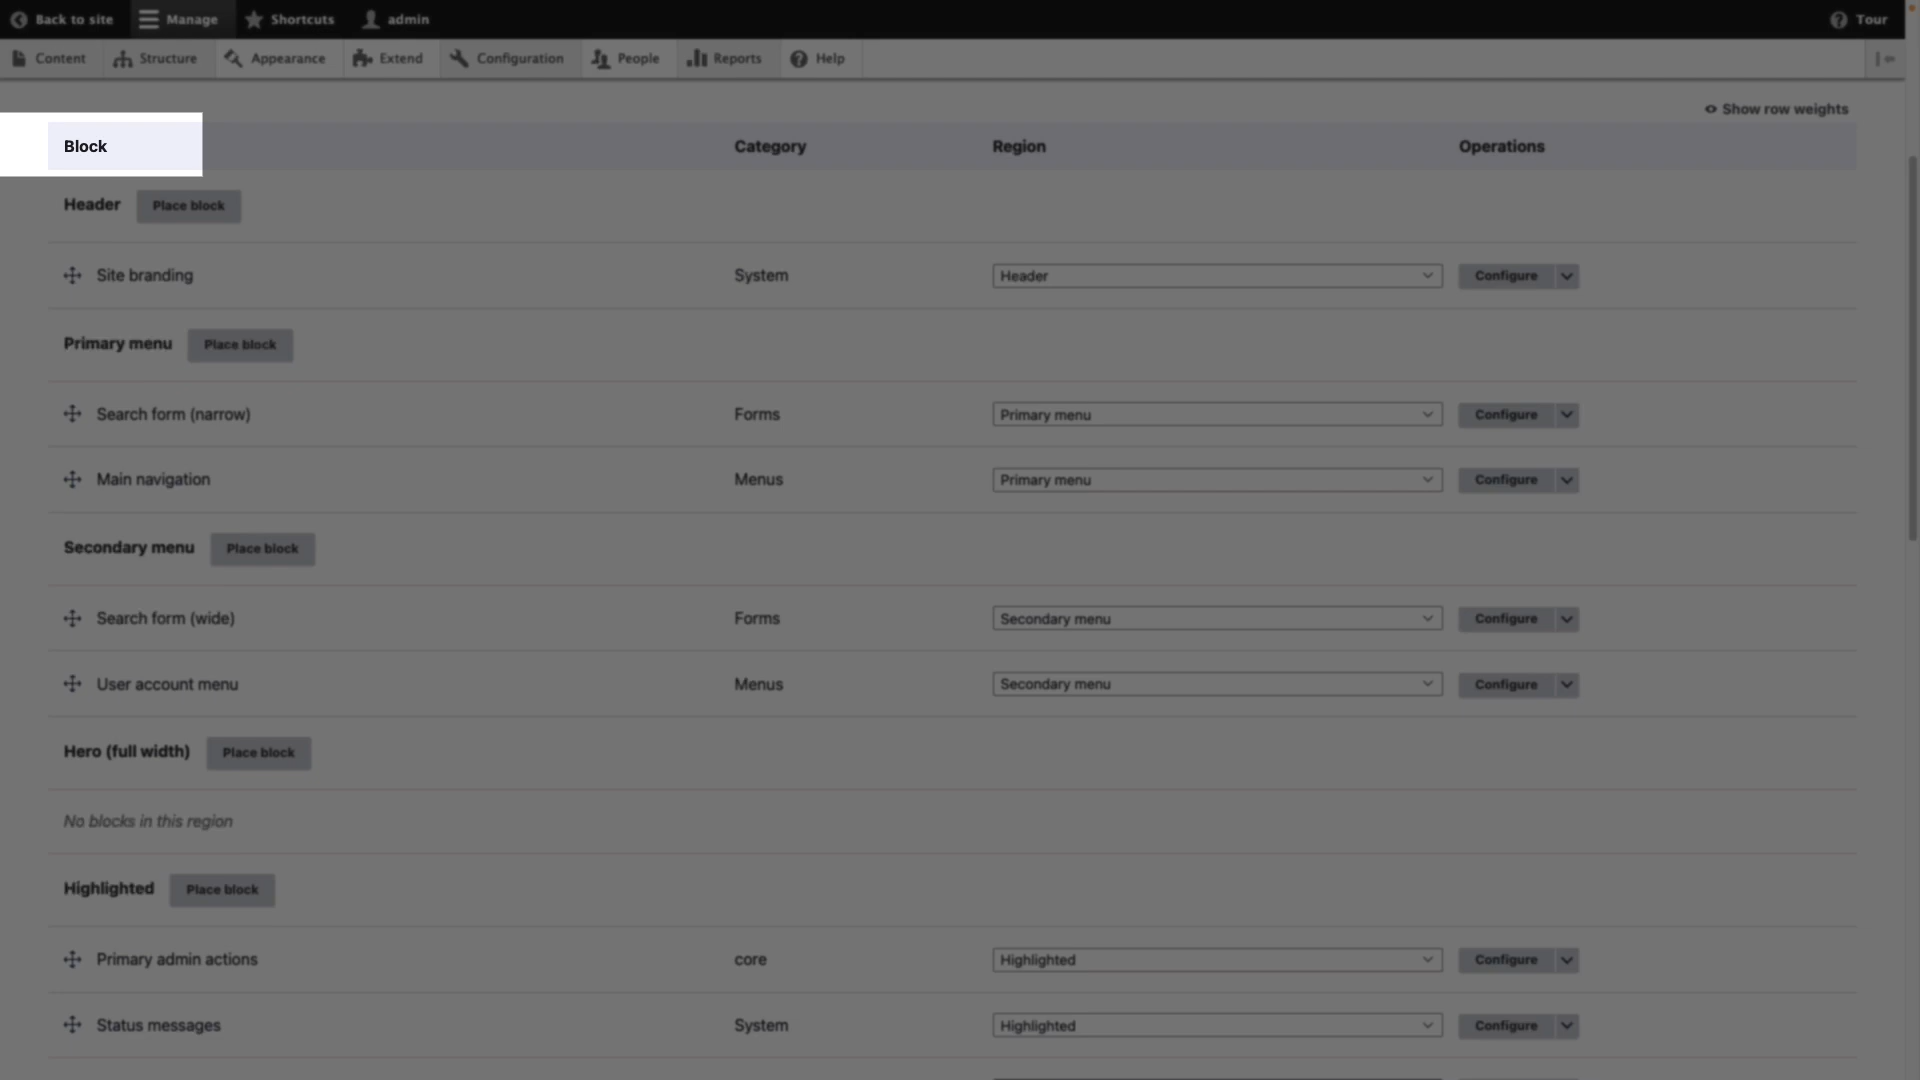 Back to site Manage Shortcuts admin Tour
Content Structure Appearance Extend Configuration People Reports Help
Show row weights
Block Category Region Operations
Header Place block
Site branding System Header Configure
Primary menu Place block
Search form (narrow) Forms Primary menu Configure
Main navigation Menus Primary menu Configure
Secondary menu Place block
Search form (wide) Forms Secondary menu Configure
User account menu Menus Secondary menu Configure
Hero (full width) Place block
No blocks in this region
Highlighted Place block
Primary admin actions core Highlighted Configure
Status messages System Highlighted Configure